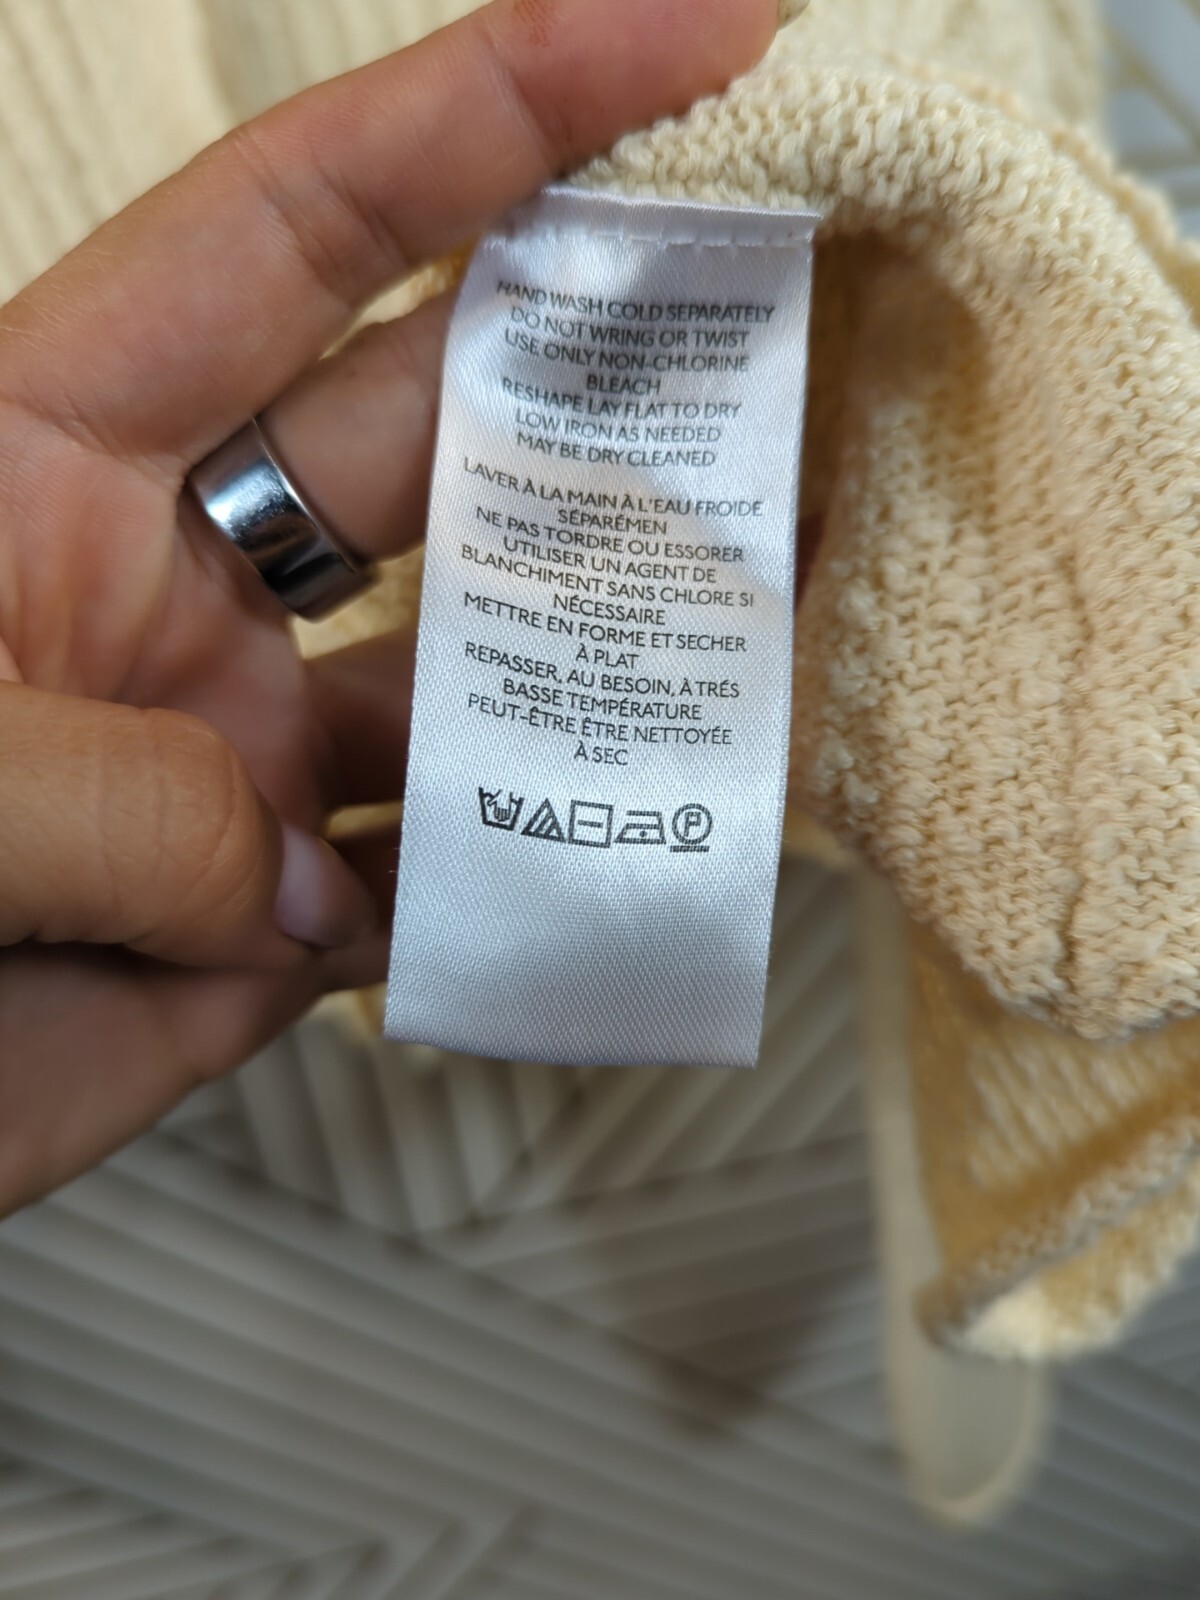 HAND WASH COLD SEPARATELY
DO NOT WRING OR TWIST
USE ONLY NON-CHLORINE
BLEACH
RESHAPE LAY FLAT TO DRY
LOW IRON AS NEEDED
MAY BE DRY CLEANED
LAVER À LA MAIN À L'EAU FROIDE
SÉPARÉMEN
NE PAS TORDRE OU ESSORER
UTILISER UN AGENT DE
BLANCHIMENT SANS CHLORE SI
NÉCESSAIRE
METTRE EN FORME ET SECHER
À PLAT
REPASSER, AU BESOIN, À TRÉS
BASSE TEMPÉRATURE
PEUT-ÊTRE ÊTRE NETTOYÉE
À SEC
P